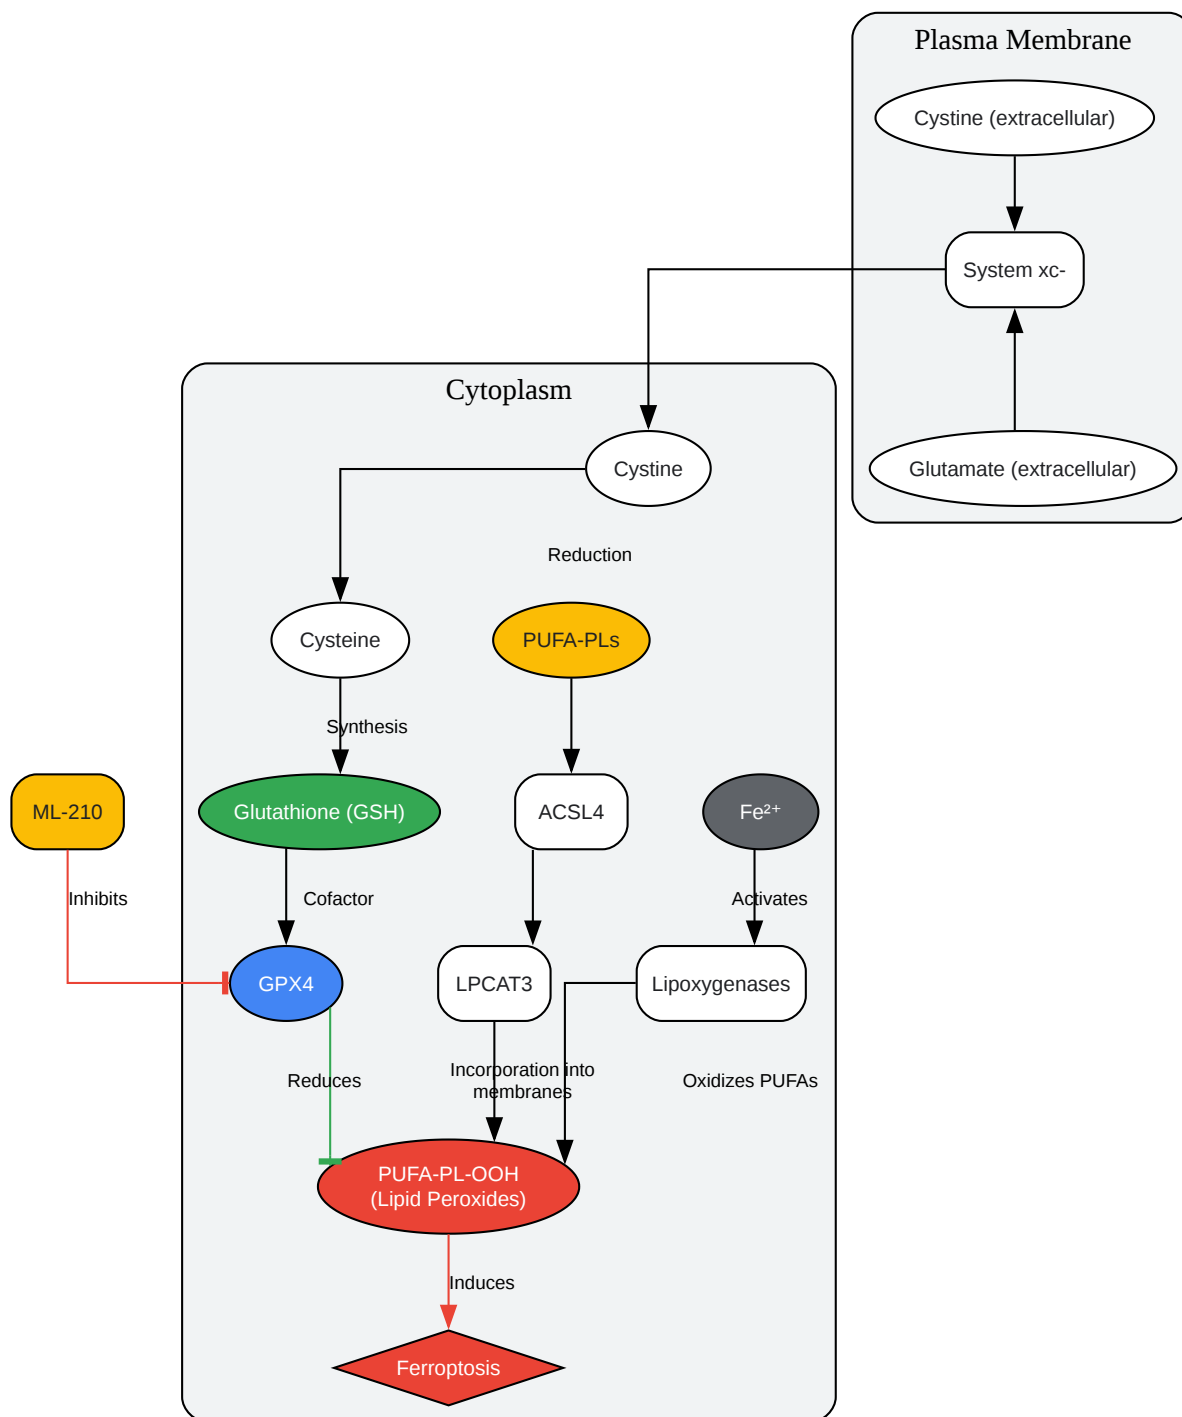 Plasma Membrane
Cystine (extracellular)
System xc-
Glutamate (extracellular)
Cytoplasm
Cystine
Reduction
Cysteine
PUFA-PLs
Synthesis
ML-210
Glutathione (GSH)
ACSL4
Fe²⁺
Inhibits
Cofactor
Activates
GPX4
LPCAT3
Lipoxygenases
Reduces
Incorporation into
membranes
Oxidizes PUFAs
PUFA-PL-OOH
(Lipid Peroxides)
Induces
Ferroptosis